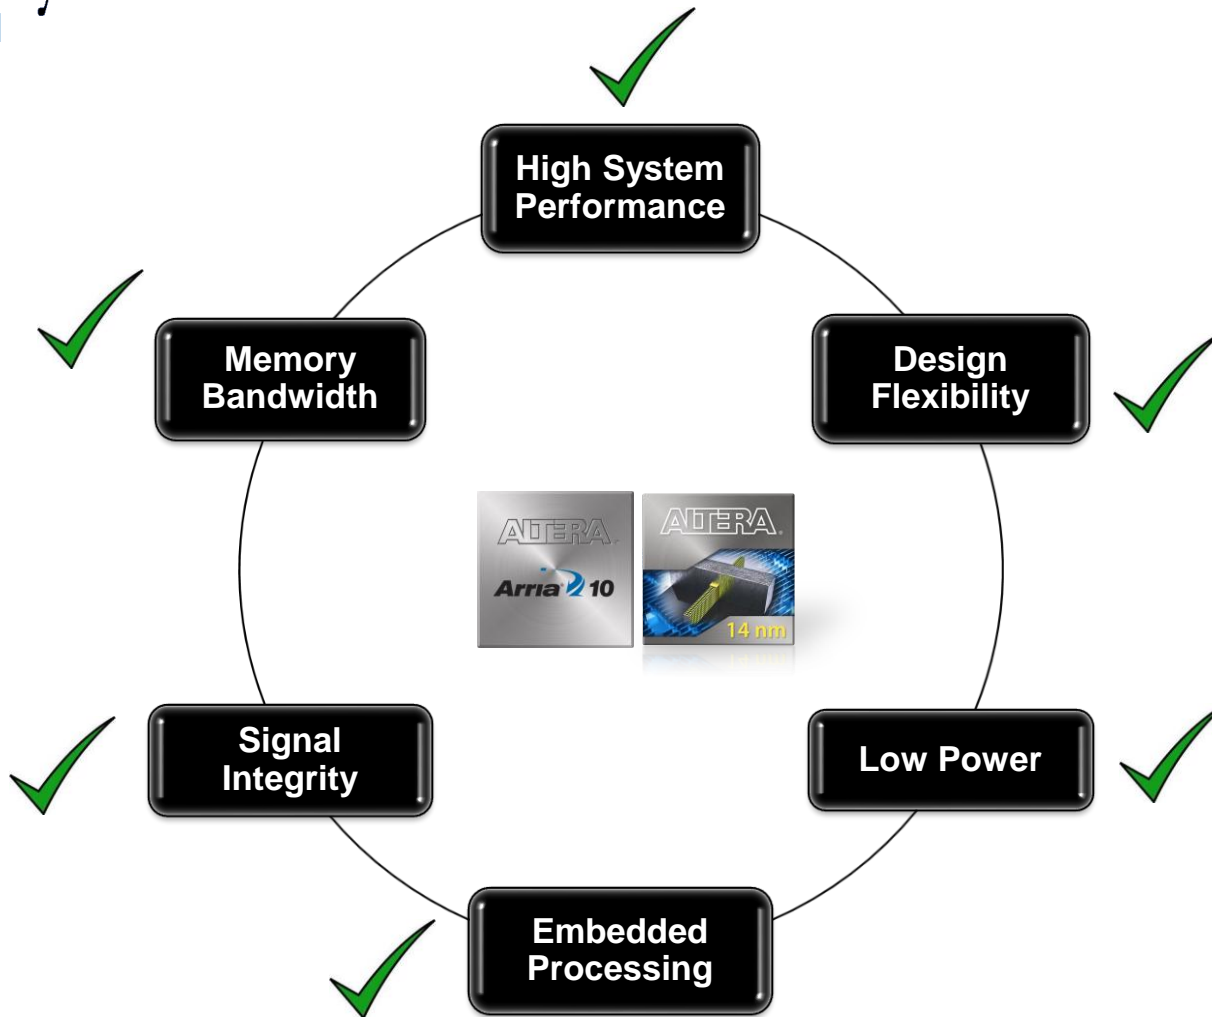 High System
Performance
Memory
Bandwidth
Design
Flexibility
ALTERA®
Arria® 10
ALTERA®
14 nm
Signal
Integrity
Low Power
Embedded
Processing